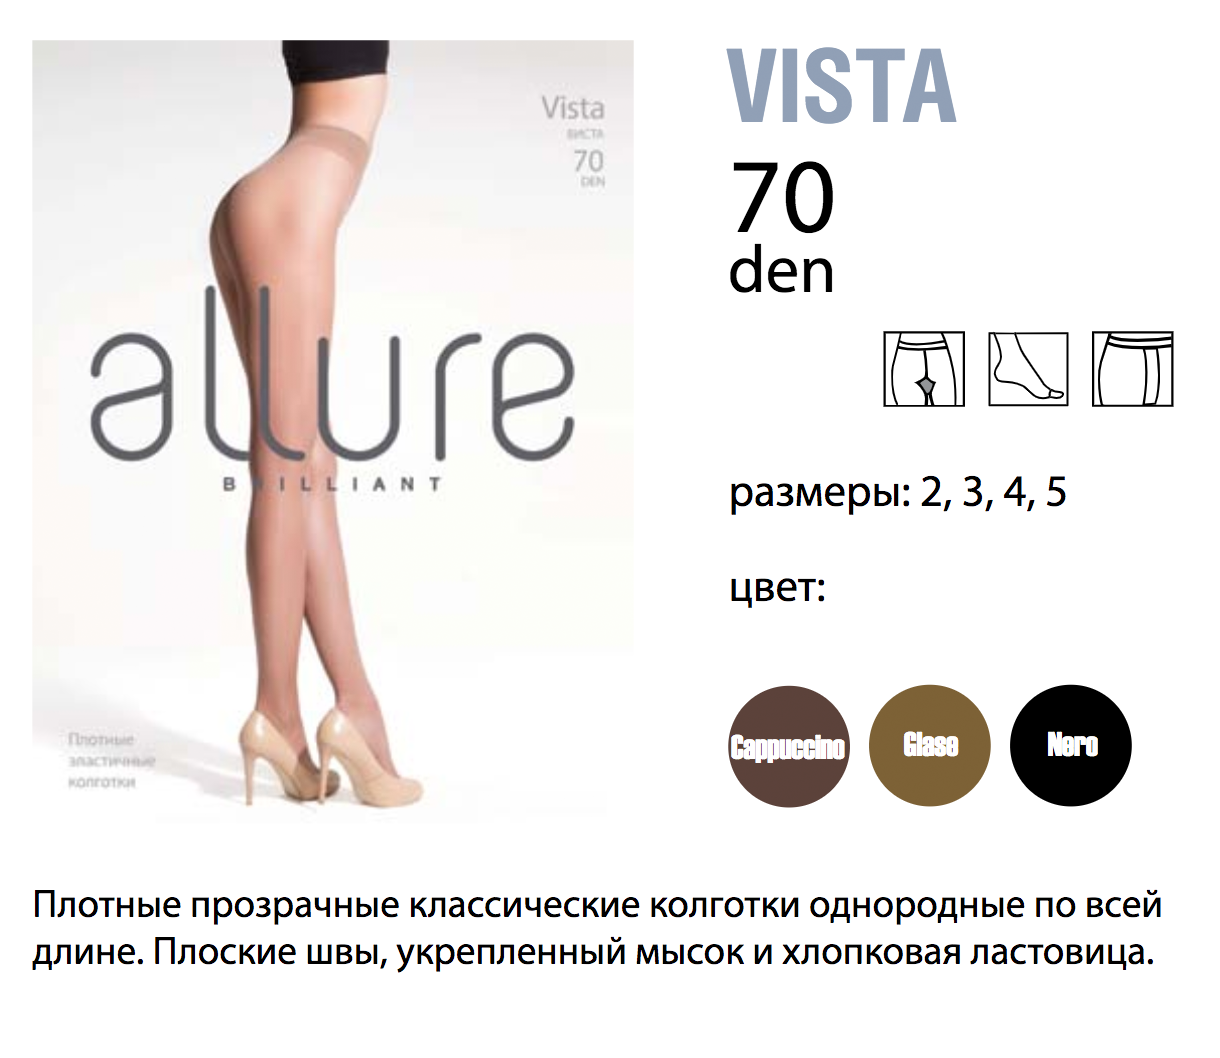 Vista
ВИСТА
70
DEN
allure
BRILLIANT
Плотные
эластичные
колготки
VISTA
70
den
размеры: 2, 3, 4, 5
цвет:
Cappuccino
Glase
Nero
Плотные прозрачные классические колготки однородные по всей
длине. Плоские швы, укрепленный мысок и хлопковая ластовица.